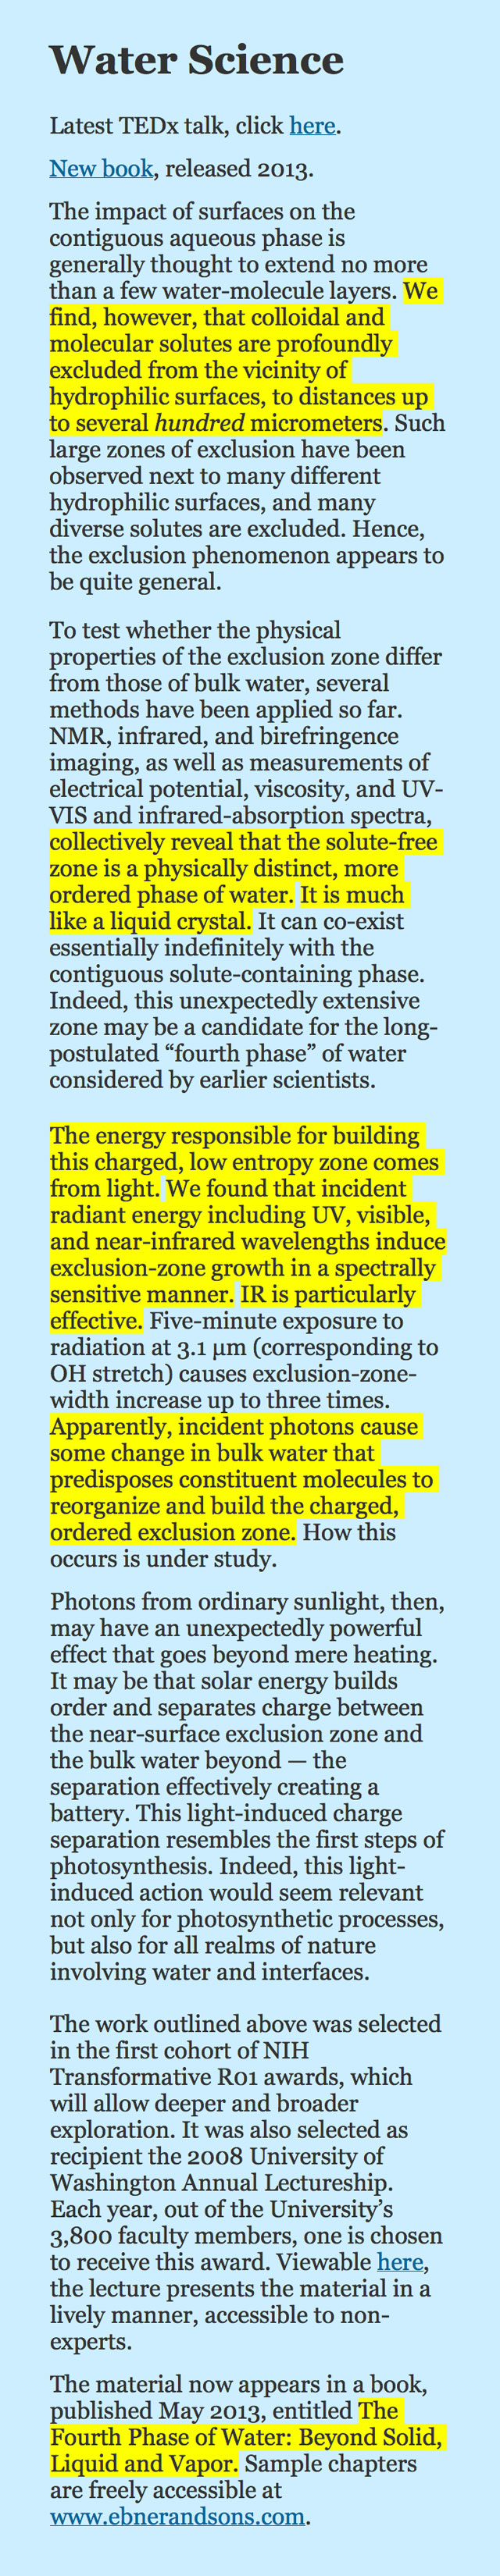 Water Science
Latest TEDx talk, click here.
New book, released 2013.
The impact of surfaces on the
contiguous aqueous phase is
generally thought to extend no more
than a few water-molecule layers. We
find, however, that colloidal and
molecular solutes are profoundly
excluded from the vicinity of
hydrophilic surfaces, to distances up
to several hundred micrometers. Such
large zones of exclusion have been
observed next to many different
hydrophilic surfaces, and many
diverse solutes are excluded. Hence,
the exclusion phenomenon appears to
be quite general.
To test whether the physical
properties of the exclusion zone differ
from those of bulk water, several
methods have been applied so far.
NMR, infrared, and birefringence
imaging, as well as measurements of
electrical potential, viscosity, and UV-
VIS and infrared-absorption spectra,
collectively reveal that the solute-free
zone is a physically distinct, more
ordered phase of water. It is much
like a liquid crystal. It can co-exist
essentially indefinitely with the
contiguous solute-containing phase.
Indeed, this unexpectedly extensive
zone may be a candidate for the long-
postulated “fourth phase” of water
considered by earlier scientists.
The energy responsible for building
this charged, low entropy zone comes
from light. We found that incident
radiant energy including UV, visible,
and near-infrared wavelengths induce
exclusion-zone growth in a spectrally
sensitive manner. IR is particularly
effective. Five-minute exposure to
radiation at 3.1 µm (corresponding to
OH stretch) causes exclusion-zone-
width increase up to three times.
Apparently, incident photons cause
some change in bulk water that
predisposes constituent molecules to
reorganize and build the charged,
ordered exclusion zone. How this
occurs is under study.
Photons from ordinary sunlight, then,
may have an unexpectedly powerful
effect that goes beyond mere heating.
It may be that solar energy builds
order and separates charge between
the near-surface exclusion zone and
the bulk water beyond — the
separation effectively creating a
battery. This light-induced charge
separation resembles the first steps of
photosynthesis. Indeed, this light-
induced action would seem relevant
not only for photosynthetic processes,
but also for all realms of nature
involving water and interfaces.
The work outlined above was selected
in the first cohort of NIH
Transformative R01 awards, which
will allow deeper and broader
exploration. It was also selected as
recipient the 2008 University of
Washington Annual Lectureship.
Each year, out of the University’s
3,800 faculty members, one is chosen
to receive this award. Viewable here,
the lecture presents the material in a
lively manner, accessible to non-
experts.
The material now appears in a book,
published May 2013, entitled The
Fourth Phase of Water: Beyond Solid,
Liquid and Vapor. Sample chapters
are freely accessible at
www.ebnerandsons.com.